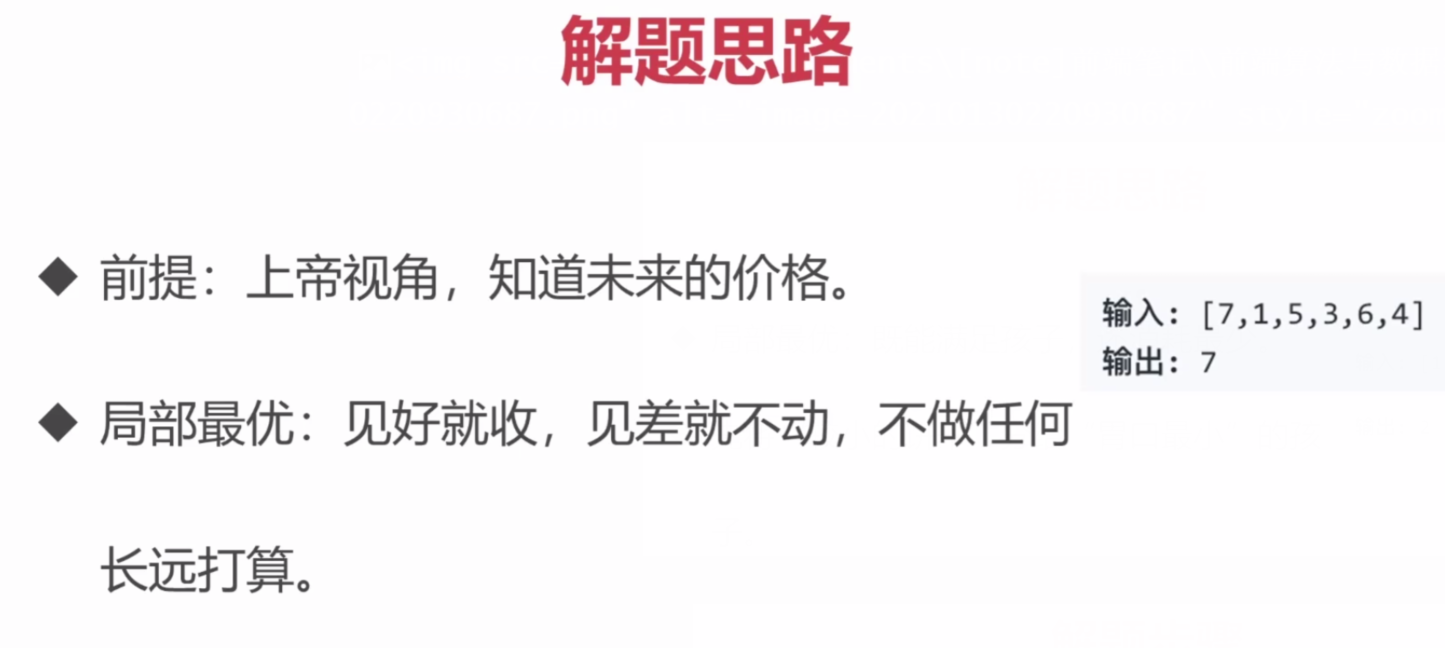 解题思路
◆ 前提：上帝视角，知道未来的价格。
输入: [7,1,5,3,6,4]
输出: 7
◆ 局部最优：见好就收，见差就不动，不做任何
长远打算。